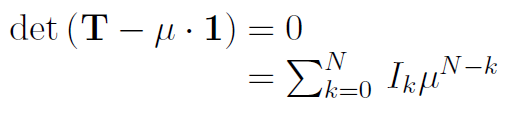 det (T − μ · 1) = 0
= ∑_{k=0}^{N} I_k μ^{N−k}